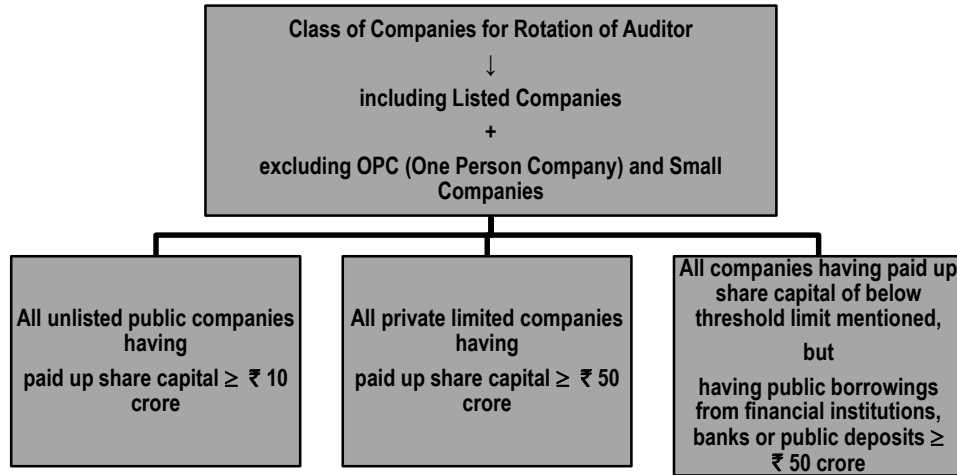 Class of Companies for Rotation of Auditor
↓
including Listed Companies
+
excluding OPC (One Person Company) and Small
Companies
All unlisted public companies
having
paid up share capital ≥ ₹ 10
crore
All private limited companies
having
paid up share capital ≥ ₹ 50
crore
All companies having paid up
share capital of below
threshold limit mentioned,
but
having public borrowings
from financial institutions,
banks or public deposits ≥
₹ 50 crore